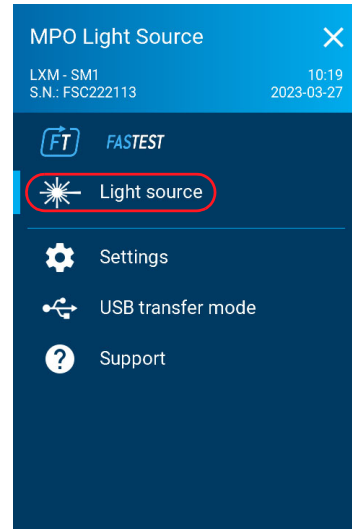 MPO Light Source
LXM - SM1
10:19
S.N.: FSC222113
2023-03-27
FT FASTEST
Light source
Settings
USB transfer mode
? Support